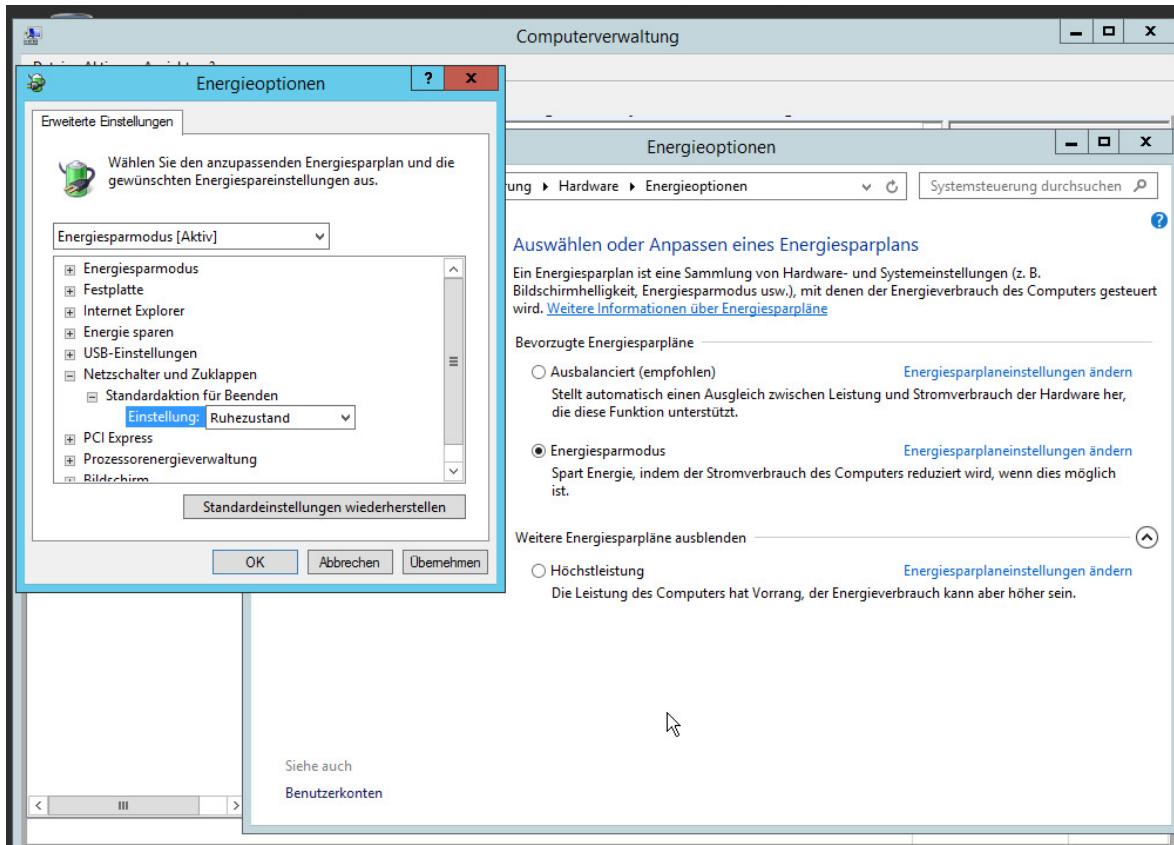 Computerverwaltung
Energieoptionen
?
x
Erweiterte Einstellungen
Wählen Sie den anzupassenden Energiesparplan und die
gewünschten Energiespareinstellungen aus.
Energiesparmodus [Aktiv]
Energiesparmodus
Festplatte
Internet Explorer
Energie sparen
USB-Einstellungen
Netzschalter und Zuklappen
Standardaktion für Beenden
Einstellung: Ruhezustand
PCI Express
Prozessorenergieverwaltung
Bildschirm
Standardeinstellungen wiederherstellen
OK
Abbrechen
Übernehmen
Energieoptionen
rung ▸ Hardware ▸ Energieoptionen
Systemsteuerung durchsuchen
Auswählen oder Anpassen eines Energiesparplans
Ein Energiesparplan ist eine Sammlung von Hardware- und Systemeinstellungen (z. B.
Bildschirmhelligkeit, Energiesparmodus usw.), mit denen der Energieverbrauch des Computers gesteuert
wird. Weitere Informationen über Energiesparpläne
Bevorzugte Energiesparpläne
Ausbalanciert (empfohlen) Energiesparplaneinstellungen ändern
Stellt automatisch einen Ausgleich zwischen Leistung und Stromverbrauch der Hardware her,
die diese Funktion unterstützt.
Energiesparmodus Energiesparplaneinstellungen ändern
Spart Energie, indem der Stromverbrauch des Computers reduziert wird, wenn dies möglich
ist.
Weitere Energiesparpläne ausblenden
Höchstleistung Energiesparplaneinstellungen ändern
Die Leistung des Computers hat Vorrang, der Energieverbrauch kann aber höher sein.
Siehe auch
Benutzerkonten